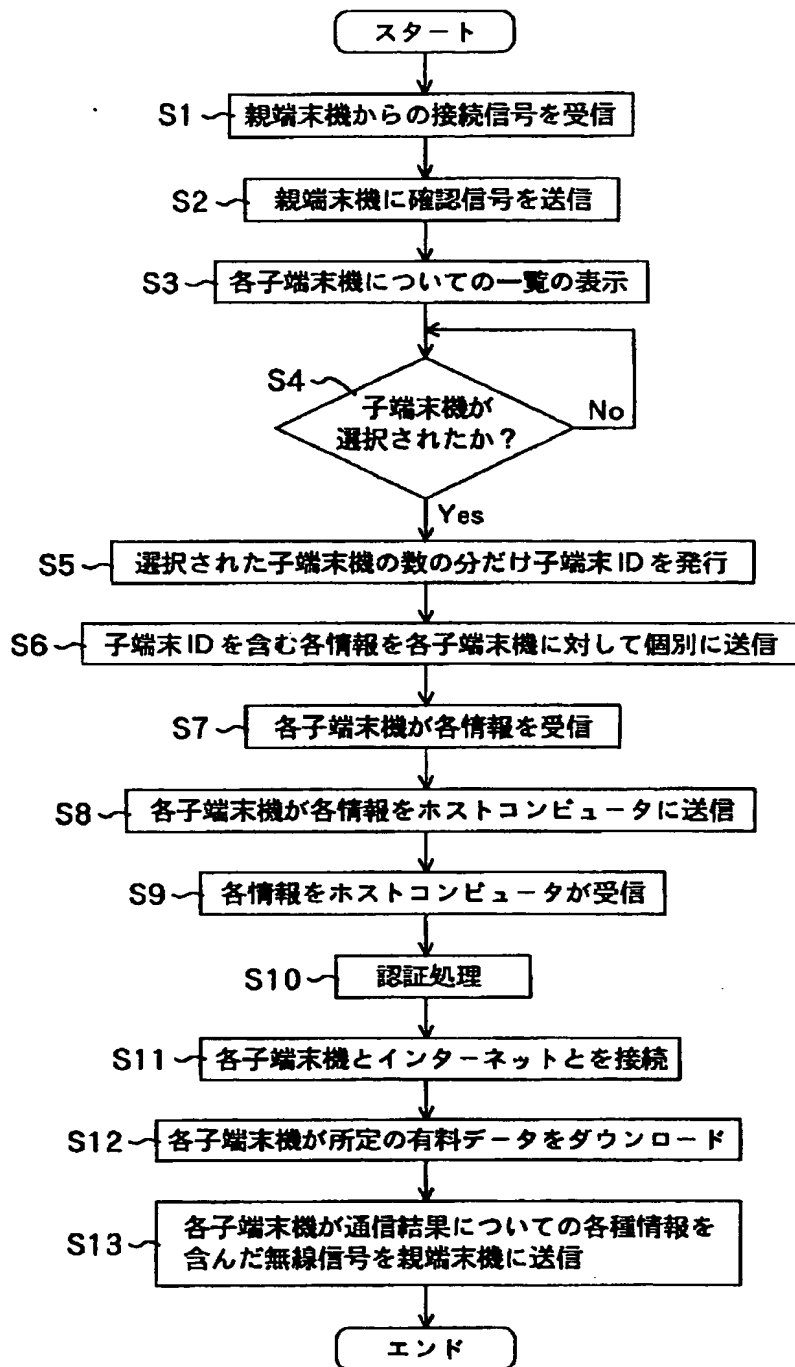 スタート
S1 親端末機からの接続信号を受信
S2 親端末機に確認信号を送信
S3 各子端末機についての一覧の表示
S4
子端末機が
選択されたか？
No
Yes
S5 選択された子端末機の数の分だけ子端末IDを発行
S6 子端末IDを含む各情報を各子端末機に対して個別に送信
S7 各子端末機が各情報を受信
S8 各子端末機が各情報をホストコンピュータに送信
S9 各情報をホストコンピュータが受信
S10 認証処理
S11 各子端末機とインターネットとを接続
S12 各子端末機が所定の有料データをダウンロード
S13 各子端末機が通信結果についての各種情報を
含んだ無線信号を親端末機に送信
エンド